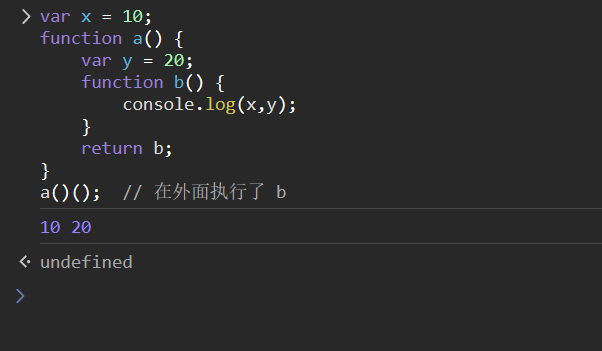 var x = 10;
function a() {
    var y = 20;
    function b() {
        console.log(x,y);
    }
    return b;
}
a()();  // 在外面执行了 b
10 20
undefined